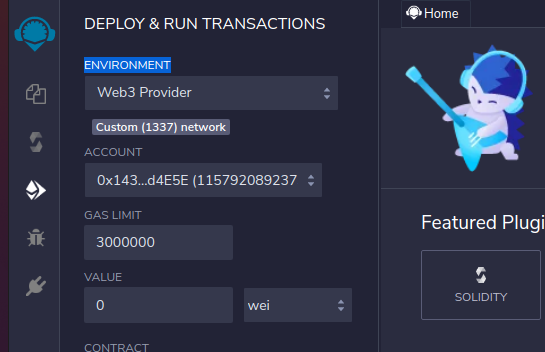 DEPLOY & RUN TRANSACTIONS
Home
ENVIRONMENT
Web3 Provider
Custom (1337) network
ACCOUNT
0x143...d4E5E (115792089237
GAS LIMIT
3000000
Featured Plugi
VALUE
0
wei
SOLIDITY
CONTRACT